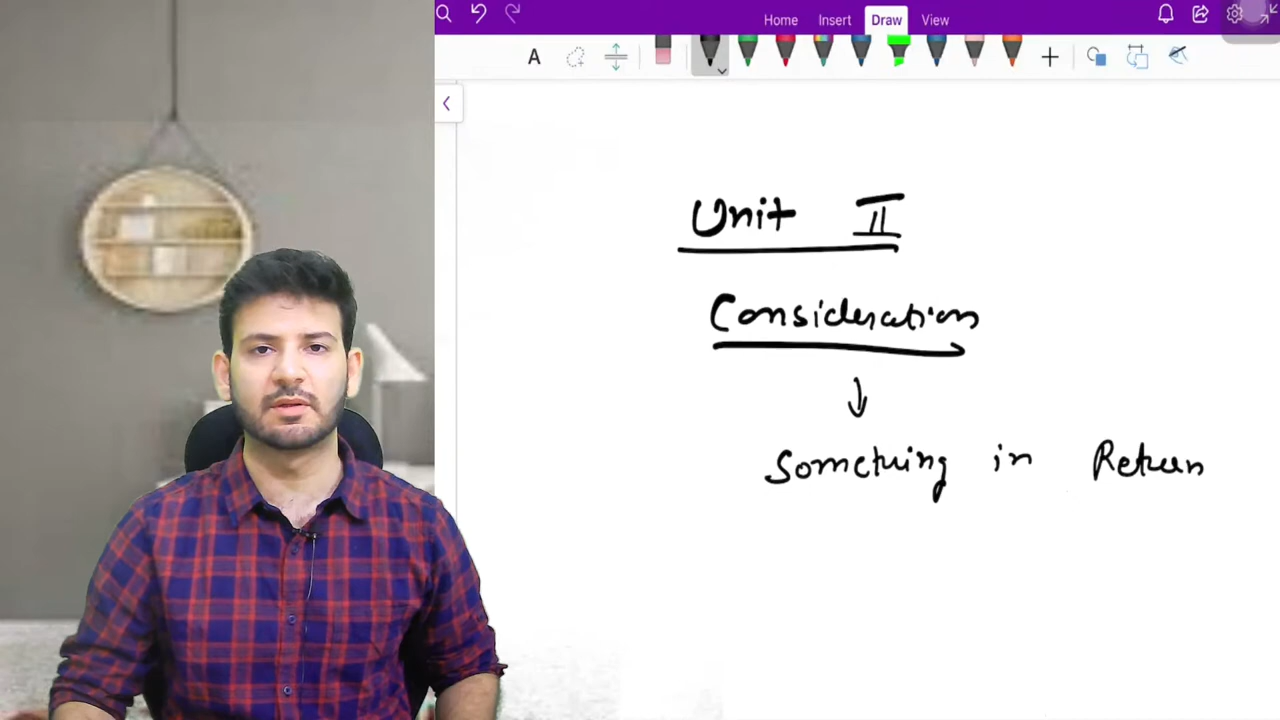 Home Insert Draw View
A
Unit II
Consideration
Something in Return